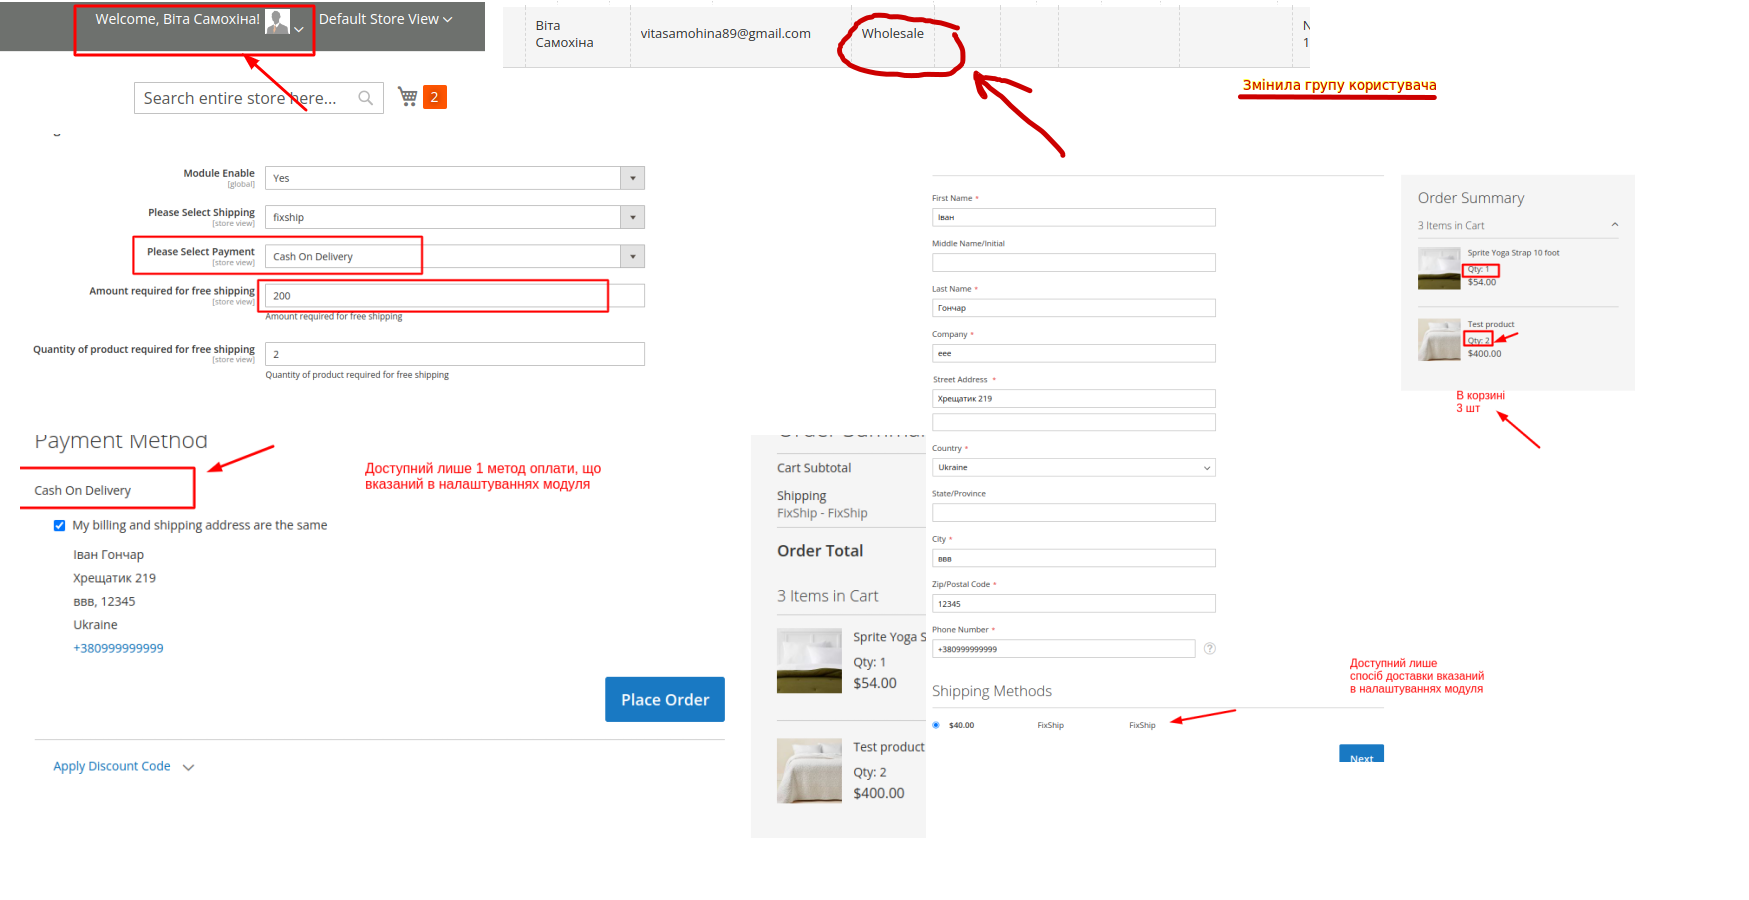 Welcome, Віта Самохіна!
Default Store View
Search entire store here...
2
Віта
Самохіна
vitasamohina89@gmail.com
Wholesale
N
1
Змінила групу користувача
Module Enable
[global]
Yes
Please Select Shipping
[store view]
fixship
Please Select Payment
[store view]
Cash On Delivery
Amount required for free shipping
[store view]
200
Amount required for free shipping
Quantity of product required for free shipping
[store view]
2
Quantity of product required for free shipping
Payment Method
Cash On Delivery
Доступний лише 1 метод оплати, що
вказаний в налаштуваннях модуля
My billing and shipping address are the same
Іван Гончар
Хрещатик 219
ввв, 12345
Ukraine
+380999999999
Place Order
Apply Discount Code
Order Summar
Cart Subtotal
Shipping
FixShip - FixShip
Order Total
3 Items in Cart
Sprite Yoga S
Qty: 1
$54.00
Test product
Qty: 2
$400.00
First Name *
Іван
Middle Name/Initial
Last Name *
Гончар
Company *
eee
Street Address *
Хрещатик 219
Country *
Ukraine
State/Province
City *
ввв
Zip/Postal Code *
12345
Phone Number *
+380999999999
?
Shipping Methods
$40.00 FixShip FixShip
Next
Order Summary
3 Items in Cart
Sprite Yoga Strap 10 foot
Qty: 1
$54.00
Test product
Qty: 2
$400.00
В корзині
3 шт
Доступний лише
спосіб доставки вказаний
в налаштуваннях модуля